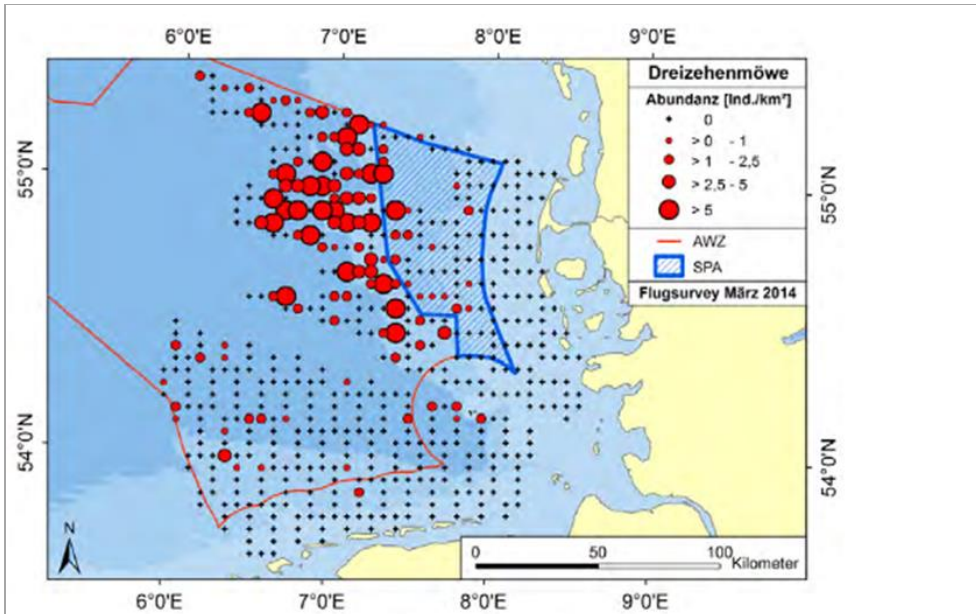 6°0'E 7°0'E 8°0'E 9°0'E
Dreizehenmöwe
Abundanz [Ind./km²]
0
> 0 - 1
> 1 - 2,5
> 2,5 - 5
> 5
AWZ
SPA
Flugsurvey März 2014
55°0'N
55°0'N
54°0'N
54°0'N
N
0 50 100
Kilometer
6°0'E 7°0'E 8°0'E 9°0'E